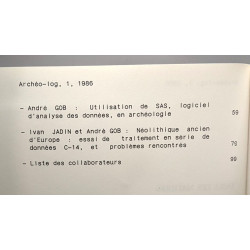 Archéo-log, 1, 1986
- André GOB : Utilisation de SAS, logiciel
d'analyse des données, en archéologie 59
- Ivan JADIN et André GOB : Néolithique ancien
d'Europe : essai de traitement en série de
données C-14, et problèmes rencontrés 75
- Liste des collaborateurs 89